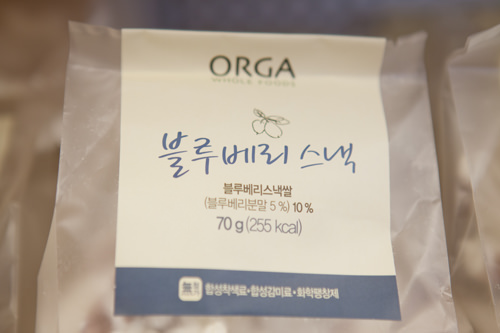 ORGA
WHOLE FOODS
블루베리 스낵
블루베리스낵쌀
(블루베리분말 5 %) 10 %
70 g (255 kcal)
無 합성착색료·합성감미료·화학팽창제